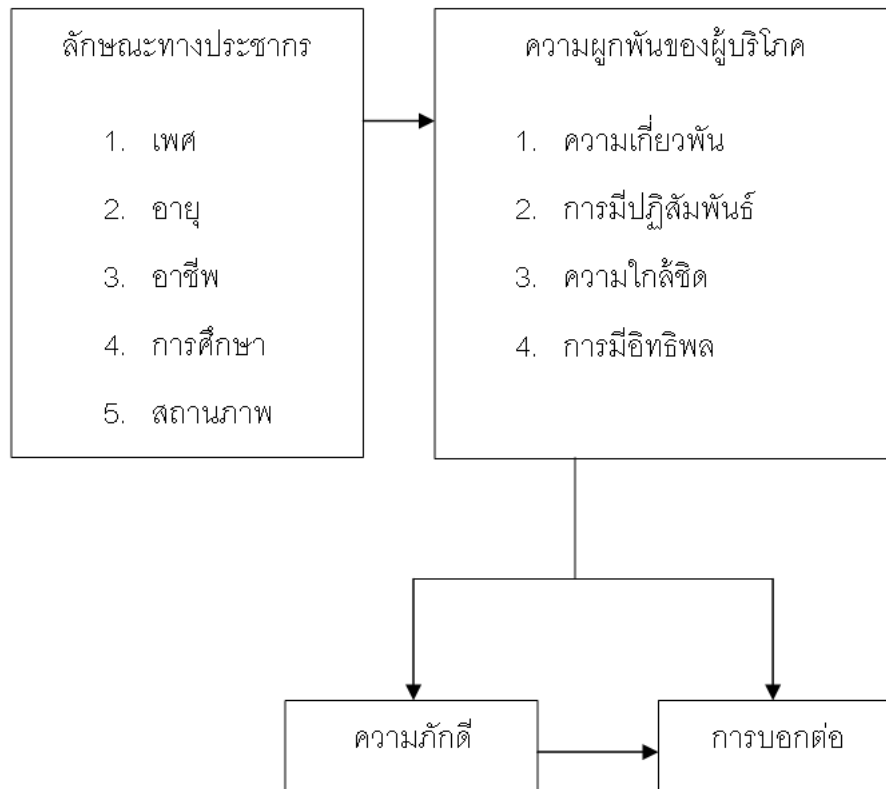 ลักษณะทางประชากร
1. เพศ
2. อายุ
3. อาชีพ
4. การศึกษา
5. สถานภาพ
ความผูกพันของผู้บริโภค
1. ความเกี่ยวพัน
2. การมีปฏิสัมพันธ์
3. ความใกล้ชิด
4. การมีอิทธิพล
ความภักดี
การบอกต่อ